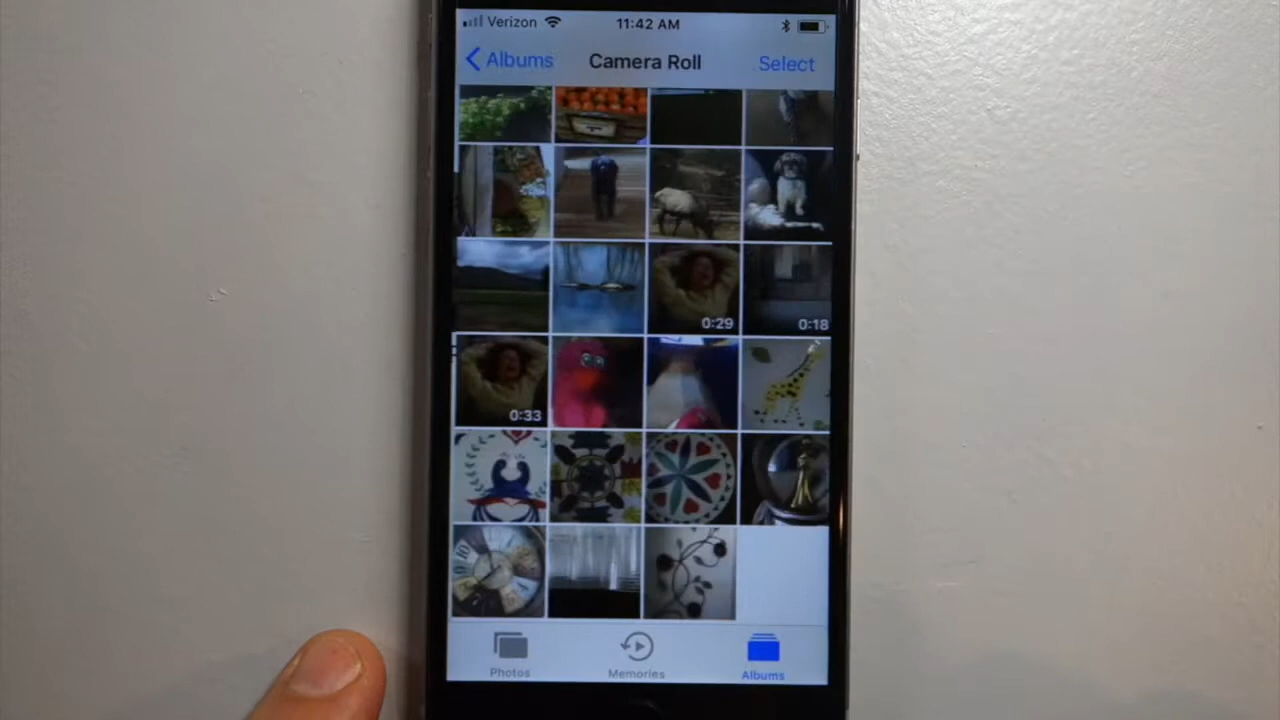 Verizon 11:42 AM
Albums Camera Roll Select
0:29 0:18
0:33
Photos Memories Albums